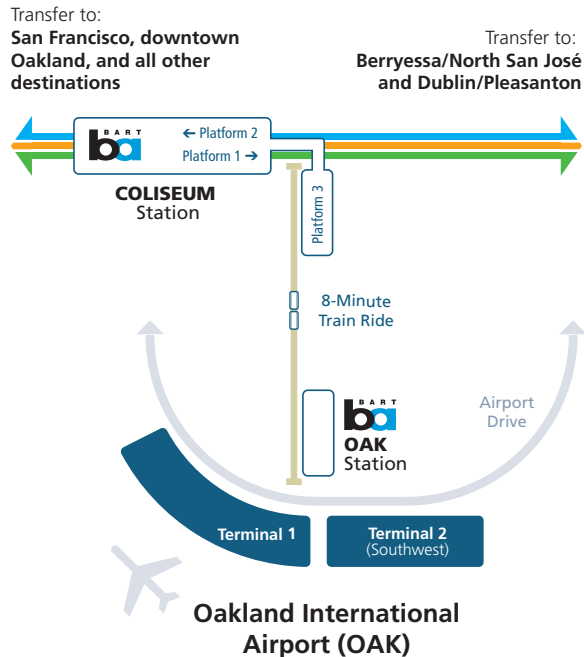 Transfer to:
San Francisco, downtown
Oakland, and all other
destinations
Transfer to:
Berryessa/North San José
and Dublin/Pleasanton
BART
ba
← Platform 2
Platform 1 →
COLISEUM
Station
Platform 3
8-Minute
Train Ride
BART
ba
OAK
Station
Airport
Drive
Terminal 1
Terminal 2
(Southwest)
Oakland International
Airport (OAK)